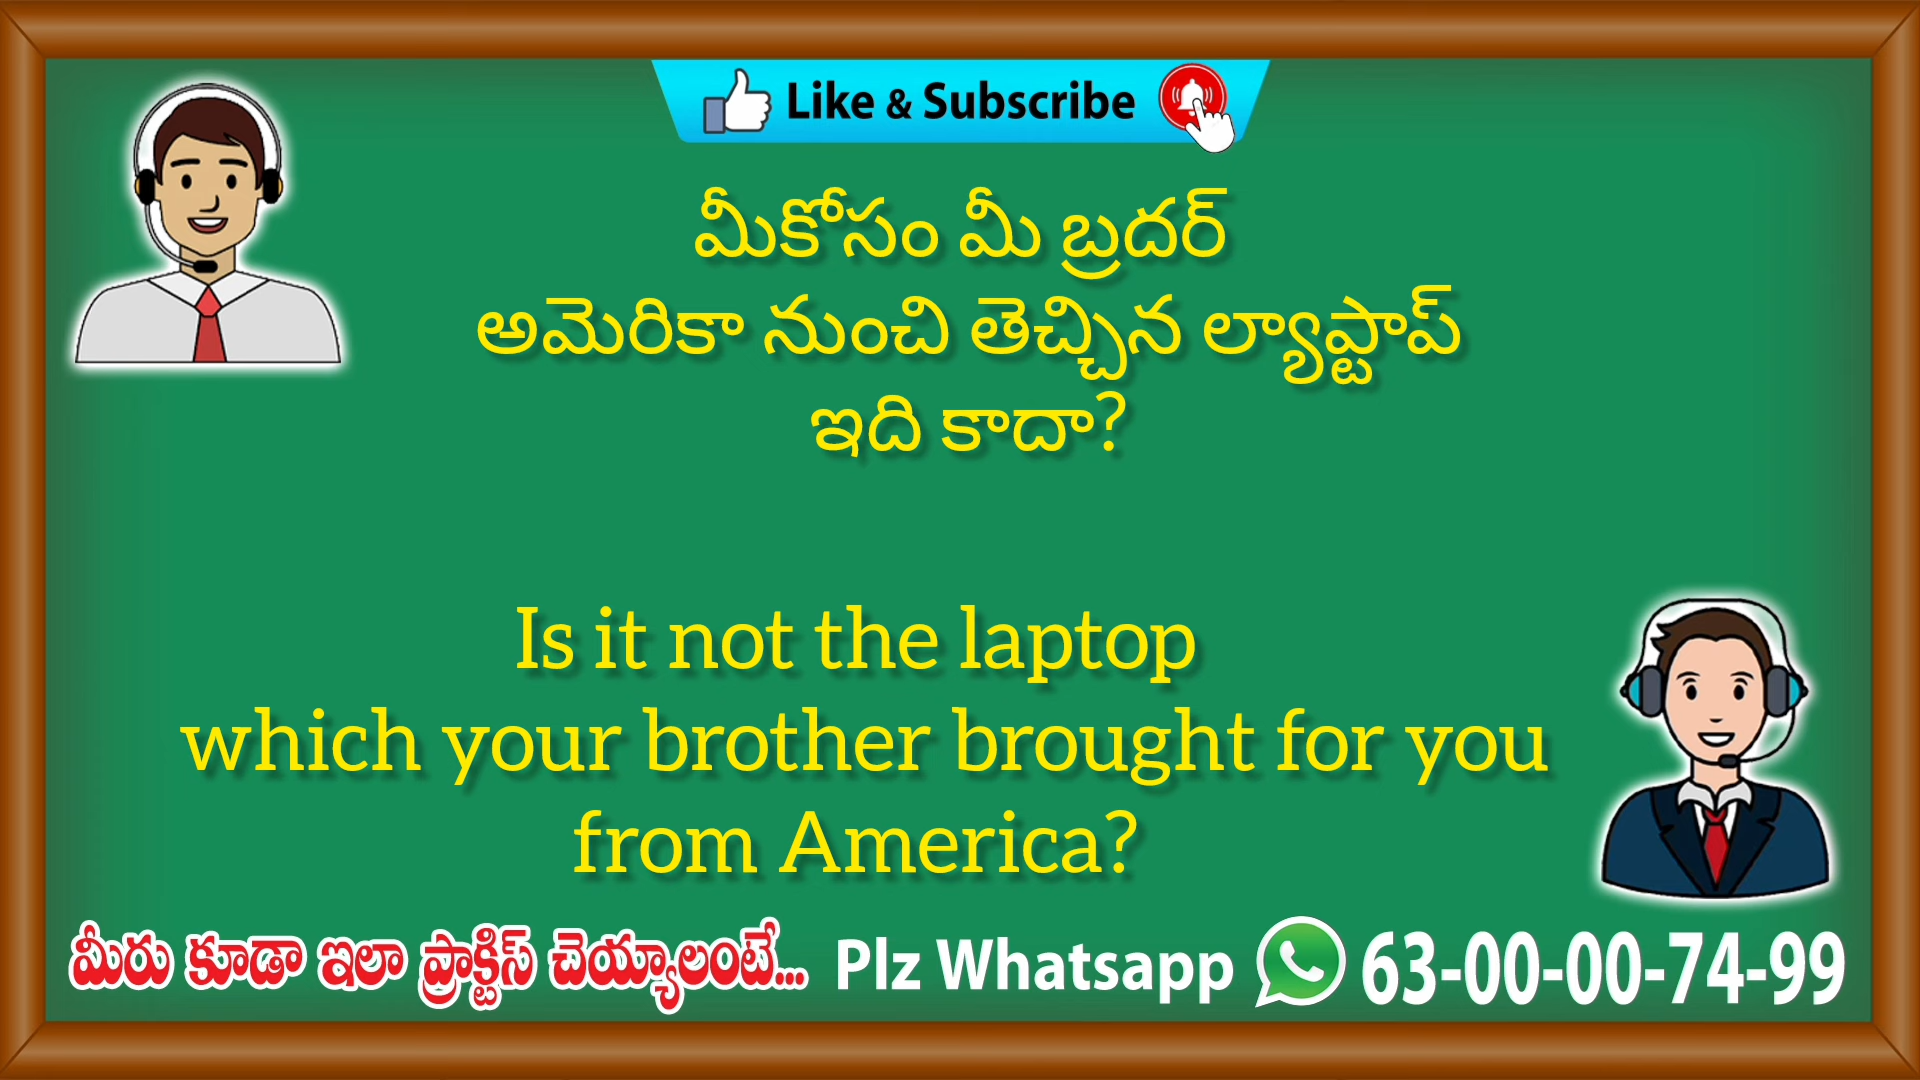 Like & Subscribe
మీకోసం మీ బ్రదర్
అమెరికా నుంచి తెచ్చిన ల్యాప్టాప్
ఇది కాదా?
Is it not the laptop
which your brother brought for you
from America?
మీరు కూడా ఇలా ప్రాక్టిస్ చెయ్యాలంటే... Plz Whatsapp 63-00-00-74-99